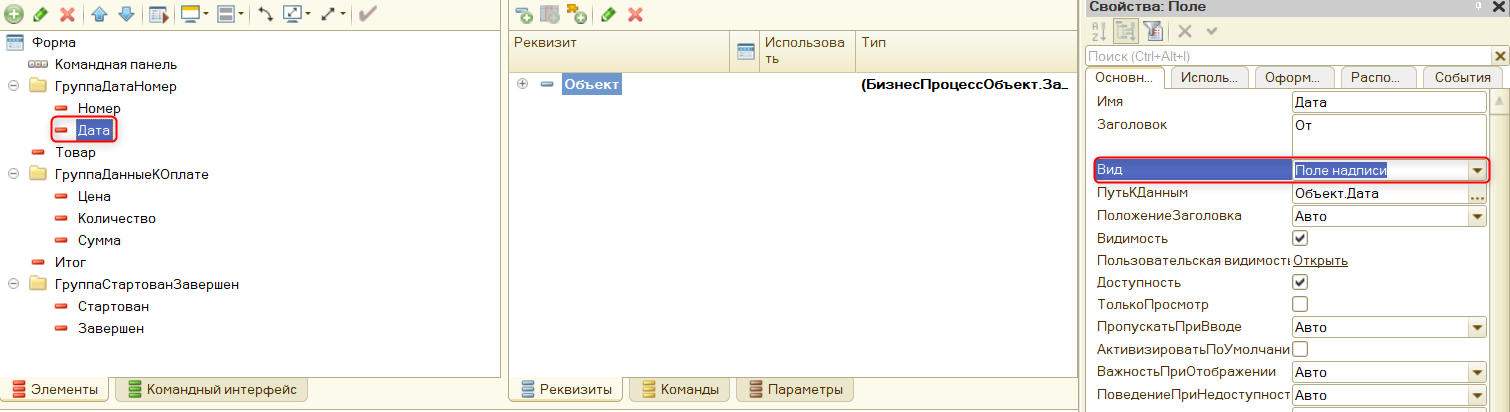 Форма
Командная панель
ГруппаДатаНомер
Номер
Дата
Товар
ГруппаДанныеКОплате
Цена
Количество
Сумма
Итог
ГруппаСтартованЗавершен
Стартован
Завершен
Элементы
Командный интерфейс
Реквизит
Использова
ть
Тип
Объект
(БизнесПроцессОбъект.За...
Реквизиты
Команды
Параметры
Свойства: Поле
Поиск (Ctrl+Alt+I)
Основн...
Исполь...
Оформ...
Распо...
События
Имя
Дата
Заголовок
От
Вид
Поле надписи
ПутьКДанным
Объект.Дата
...
ПоложениеЗаголовка
Авто
Видимость
Пользовательская видимость
Открыть
Доступность
ТолькоПросмотр
ПропускатьПриВводе
Авто
АктивизироватьПоУмолчани
ВажностьПриОтображении
Авто
ПоведениеПриНедоступност
Авто